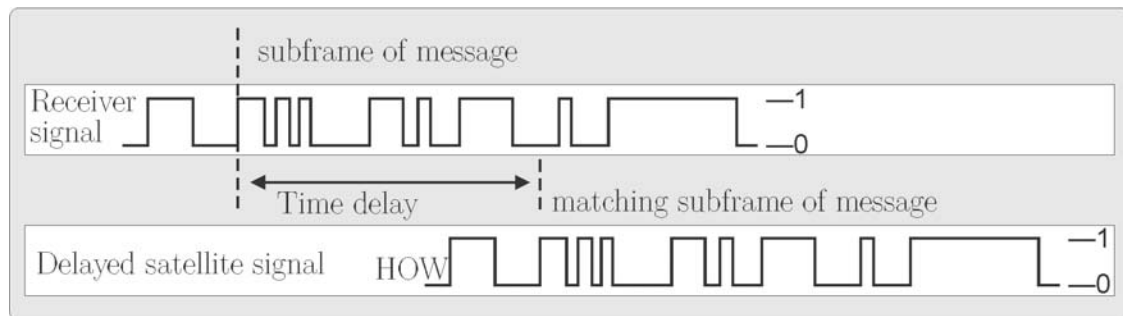 subframe of message
Receiver
signal
—1
—0
Time delay
matching subframe of message
Delayed satellite signal
HOW
—1
—0